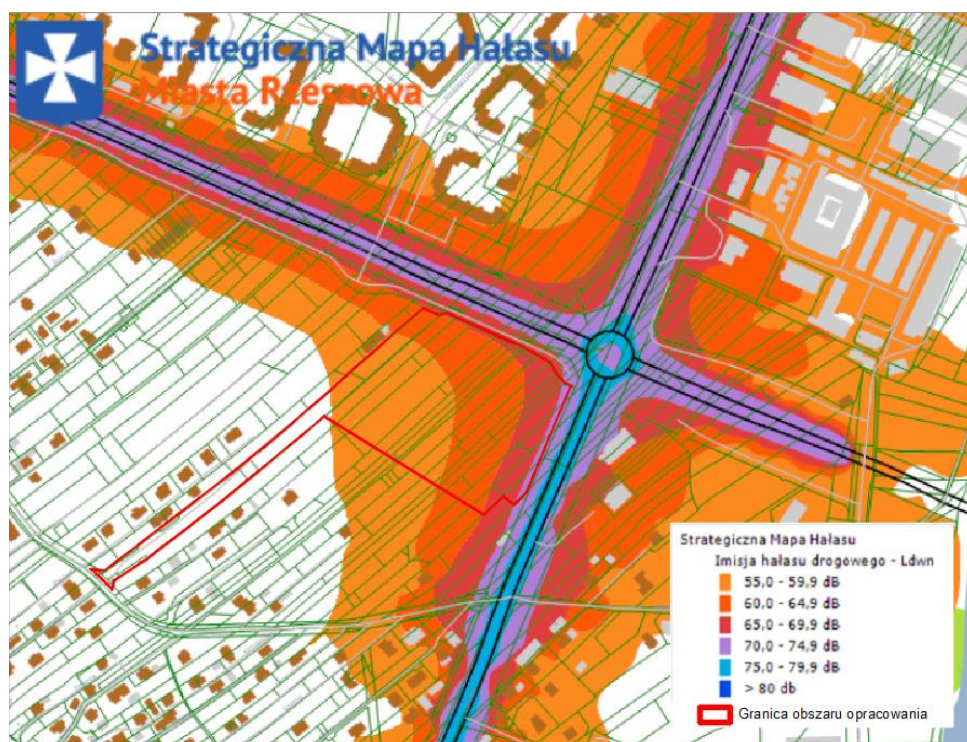 Strategiczna Mapa Hałasu
Miasta Rzeszowa
Strategiczna Mapa Hałasu
Imisja hałasu drogowego - Ldwn
55,0 - 59,9 dB
60,0 - 64,9 dB
65,0 - 69,9 dB
70,0 - 74,9 dB
75,0 - 79,9 dB
> 80 db
Granica obszaru opracowania